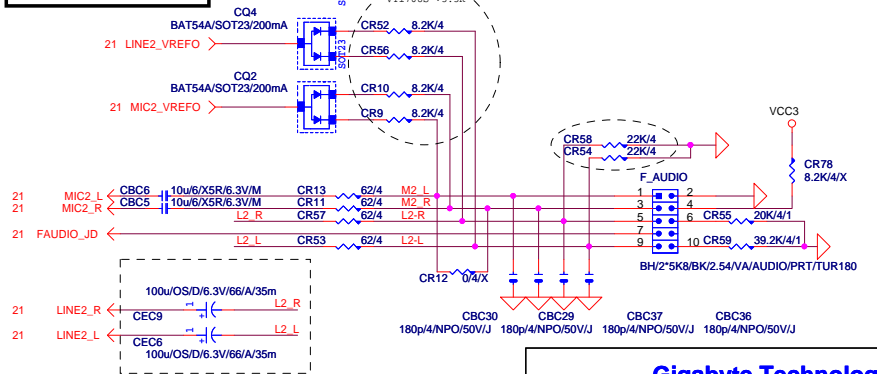 CQ4
BAT54A/SOT23/200mA
21 LINE2_VREFO
SOT23
CR52 8.2K/4
CR56 8.2K/4
CQ2
BAT54A/SOT23/200mA
21 MIC2_VREFO
CR10 8.2K/4
CR9 8.2K/4
VCC3
CR58 22K/4
CR54 22K/4
CR78
8.2K/4/X
F_AUDIO
21 MIC2_L CBC6 10u/6/X5R/6.3V/M CR13 62/4 M2_L 1 2
21 MIC2_R CBC5 10u/6/X5R/6.3V/M CR11 62/4 M2_R 3 4
L2_R CR57 62/4 L2-R 5 6 CR55 20K/4/1
21 FAUDIO_JD 7
L2_L CR53 62/4 L2-L 9 10 CR59 39.2K/4/1
BH/2*5K8/BK/2.54/VA/AUDIO/PRT/TUR180
CR12 0/4/X
100u/OS/D/6.3V/66/A/35m
21 LINE2_R 1 + L2_R
CEC9
21 LINE2_L 1 + L2_L
CEC6
100u/OS/D/6.3V/66/A/35m
CBC30 CBC29 CBC37 CBC36
180p/4/NPO/50V/J 180p/4/NPO/50V/J 180p/4/NPO/50V/J 180p/4/NPO/50V/J
Gigabyte Technolog